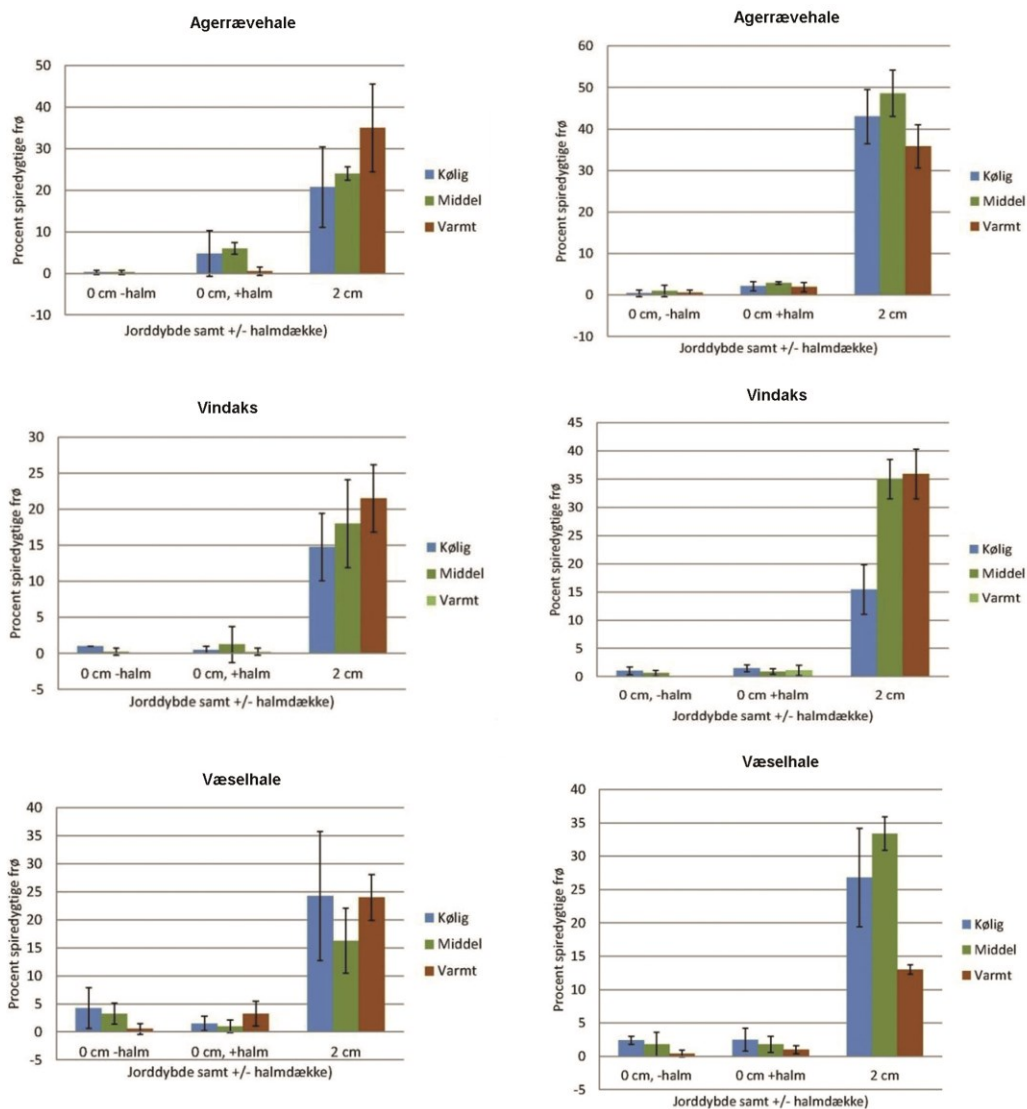 Agerrævehale
Procent spiredygtige frø
50
40
30
20
10
0
-10
0 cm -halm
0 cm, +halm
2 cm
Jorddybde samt +/- halmdække)
Kølig
Middel
Varmt
Agerrævehale
Procent spiredygtige frø
60
50
40
30
20
10
0
-10
0 cm, -halm
0 cm +halm
2 cm
Jorddybde samt +/- halmdække)
Kølig
Middel
Varmt
Vindaks
Procent spiredygtige frø
30
25
20
15
10
5
0
-5
0 cm -halm
0 cm, +halm
2 cm
Jorddybde samt +/- halmdække)
Kølig
Middel
Varmt
Vindaks
Pocent spiredygtige frø
45
40
35
30
25
20
15
10
5
0
-5
0 cm, -halm
0 cm +halm
2 cm
Jorddybde samt +/- halmdække)
Kølig
Middel
Varmt
Væselhale
Procent spiredygtige frø
40
35
30
25
20
15
10
5
0
-5
0 cm -halm
0 cm, +halm
2 cm
Jorddybde samt +/- halmdække)
Kølig
Middel
Varmt
Væselhale
Procent spiredygtige frø
40
35
30
25
20
15
10
5
0
-5
0 cm, -halm
0 cm +halm
2 cm
Jorddybde samt +/- halmdække)
Kølig
Middel
Varmt